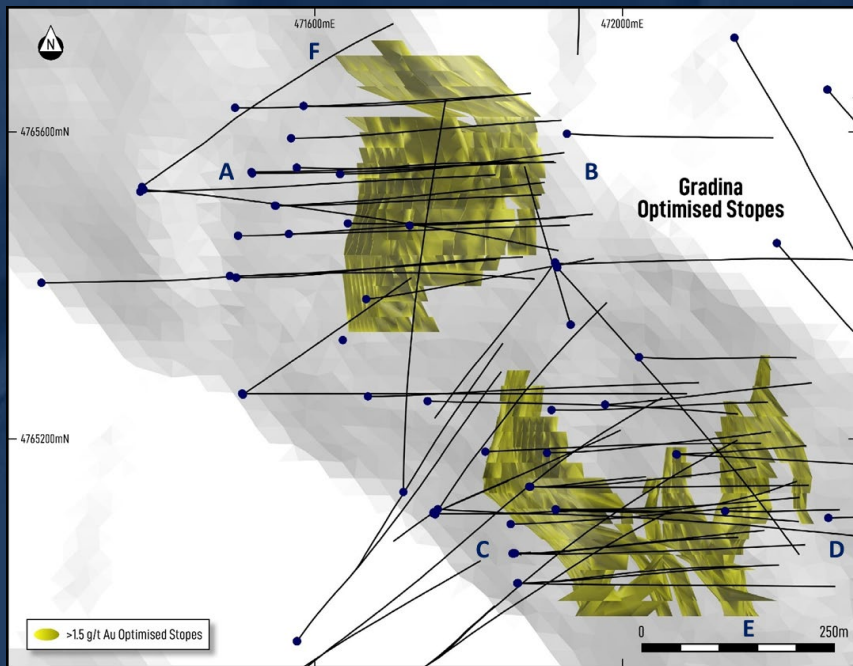 471600mE
472000mE
N
F
4765600mN
A
B
Gradina
Optimised Stopes
4765200mN
C
D
E
>1.5 g/t Au Optimised Stopes
0
250m